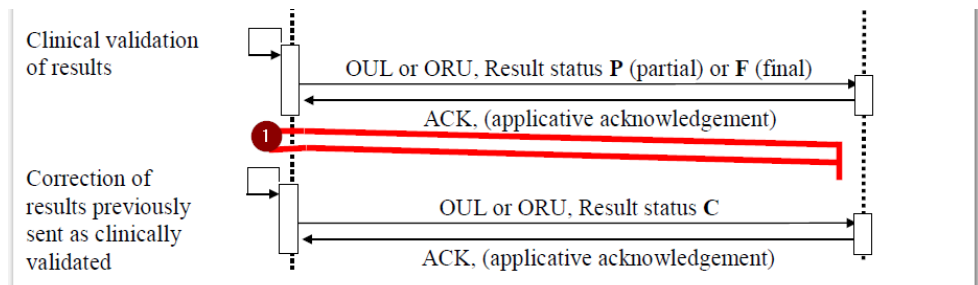 Clinical validation
of results
OUL or ORU, Result status P (partial) or F (final)
ACK, (applicative acknowledgement)
1
Correction of
results previously
sent as clinically
validated
OUL or ORU, Result status C
ACK, (applicative acknowledgement)